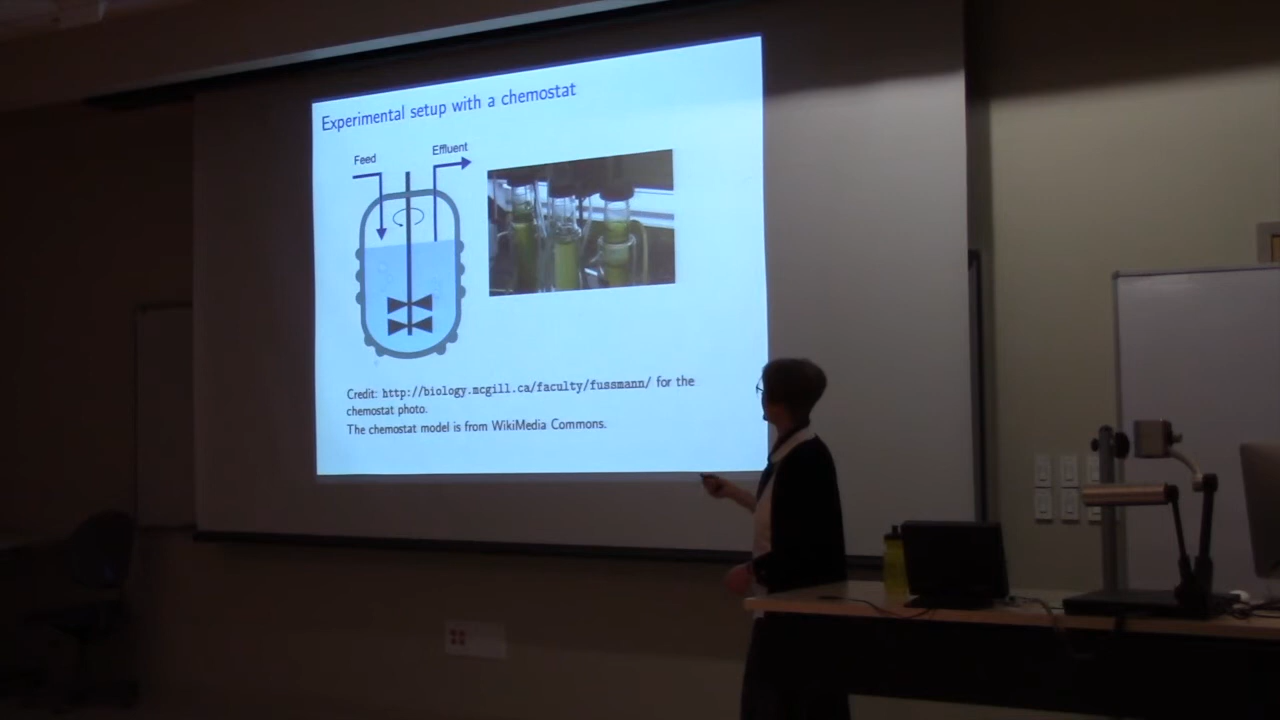 Experimental setup with a chemostat
Feed
Effluent
Credit: http://biology.mcgill.ca/faculty/fussmann/ for the
chemostat photo.
The chemostat model is from WikiMedia Commons.